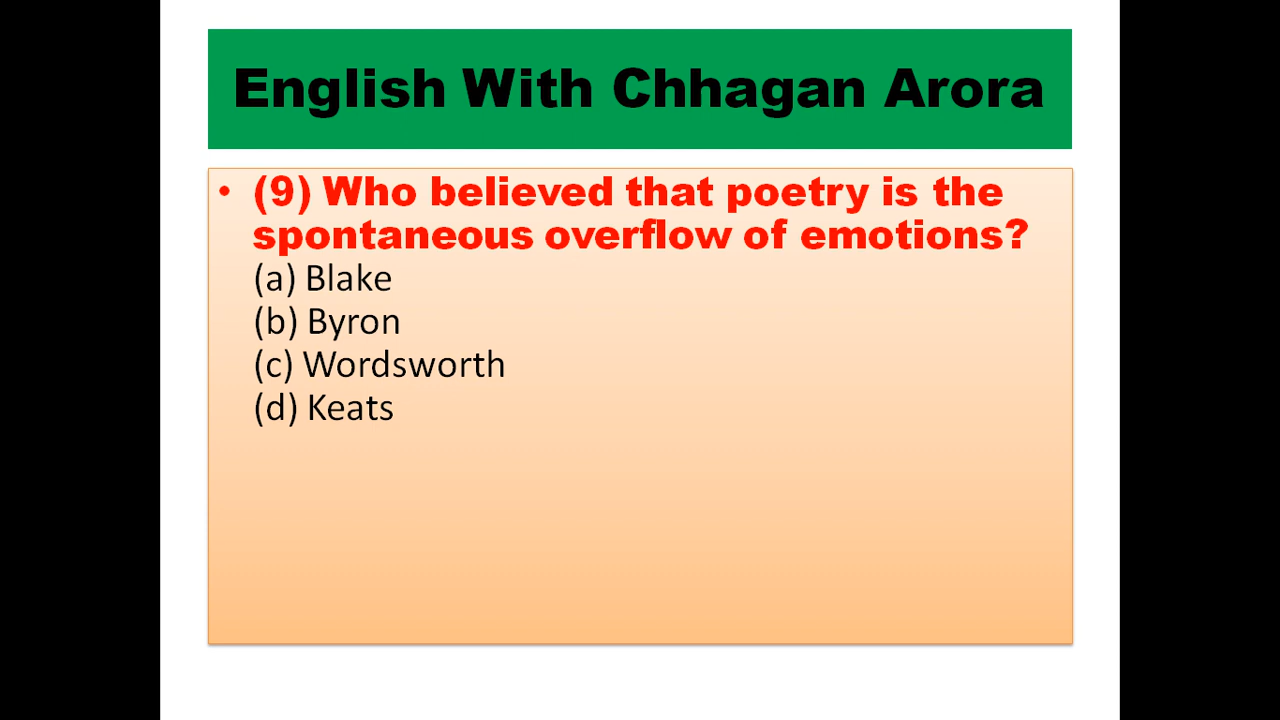 English With Chhagan Arora
• (9) Who believed that poetry is the
spontaneous overflow of emotions?
(a) Blake
(b) Byron
(c) Wordsworth
(d) Keats